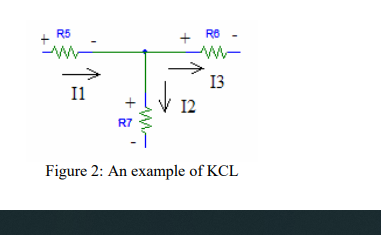 + R5 -
+ R6 -
I1
I3
+
I2
R7
-
Figure 2: An example of KCL